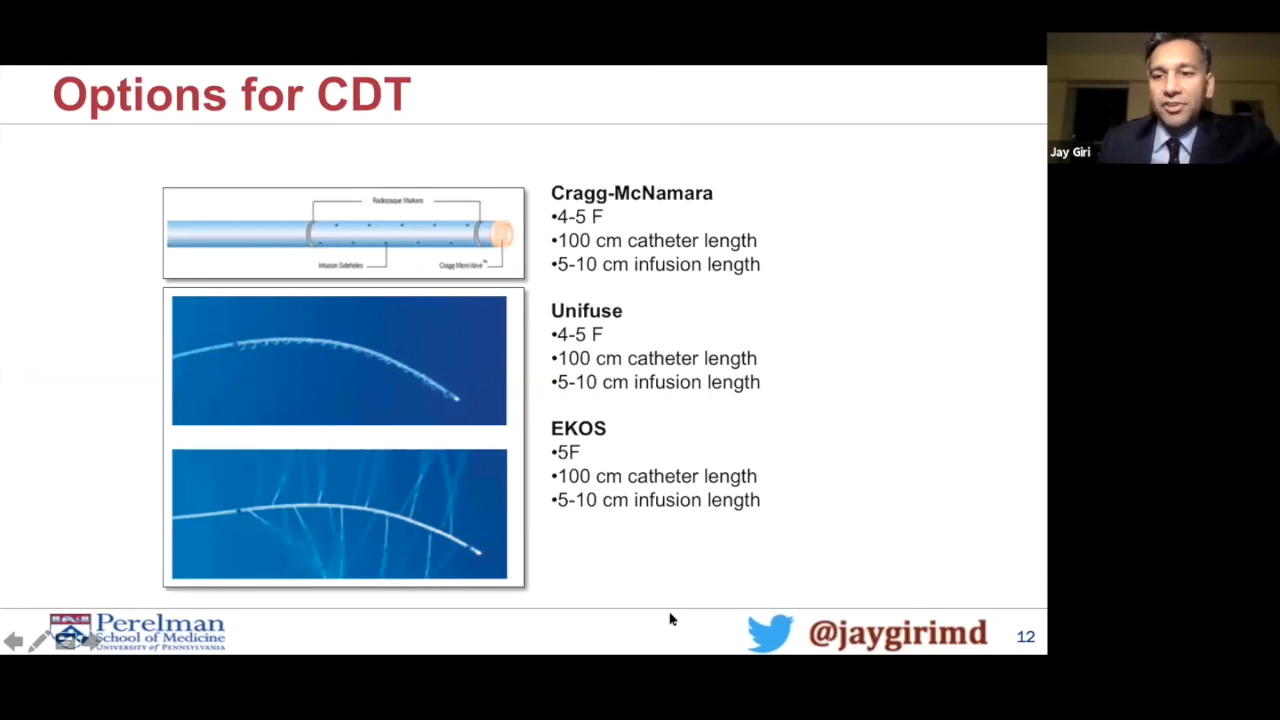 Options for CDT
Jay Giri
Radiopaque Markers
Infusion Sideholes
Cragg MicroValve™
Cragg-McNamara
•4-5 F
•100 cm catheter length
•5-10 cm infusion length
Unifuse
•4-5 F
•100 cm catheter length
•5-10 cm infusion length
EKOS
•5F
•100 cm catheter length
•5-10 cm infusion length
Perelman
School of Medicine
University of Pennsylvania
@jaygirimd
12